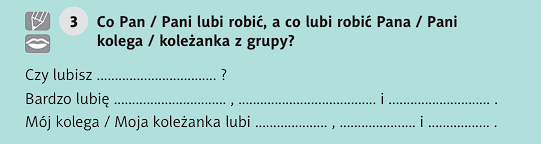 3 Co Pan / Pani lubi robić, a co lubi robić Pana / Pani
kolega / koleżanka z grupy?
Czy lubisz ................................ ?
Bardzo lubię .............................. , .................................... i ........................... .
Mój kolega / Moja koleżanka lubi ................... , .................... i ................ .